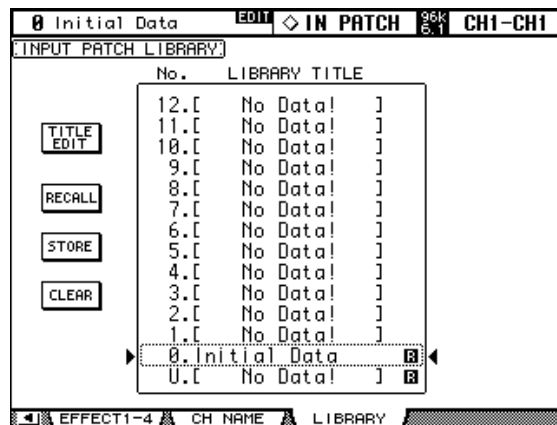 0 Initial Data EDIT ◇ IN PATCH 96k 6.1 CH1-CH1
INPUT PATCH LIBRARY
No. LIBRARY TITLE
12.[ No Data! ]
11.[ No Data! ]
10.[ No Data! ]
9.[ No Data! ]
8.[ No Data! ]
7.[ No Data! ]
6.[ No Data! ]
5.[ No Data! ]
4.[ No Data! ]
3.[ No Data! ]
2.[ No Data! ]
1.[ No Data! ]
0.Initial Data R
U.[ No Data! ] R
TITLE
EDIT
RECALL
STORE
CLEAR
EFFECT1-4 CH NAME LIBRARY